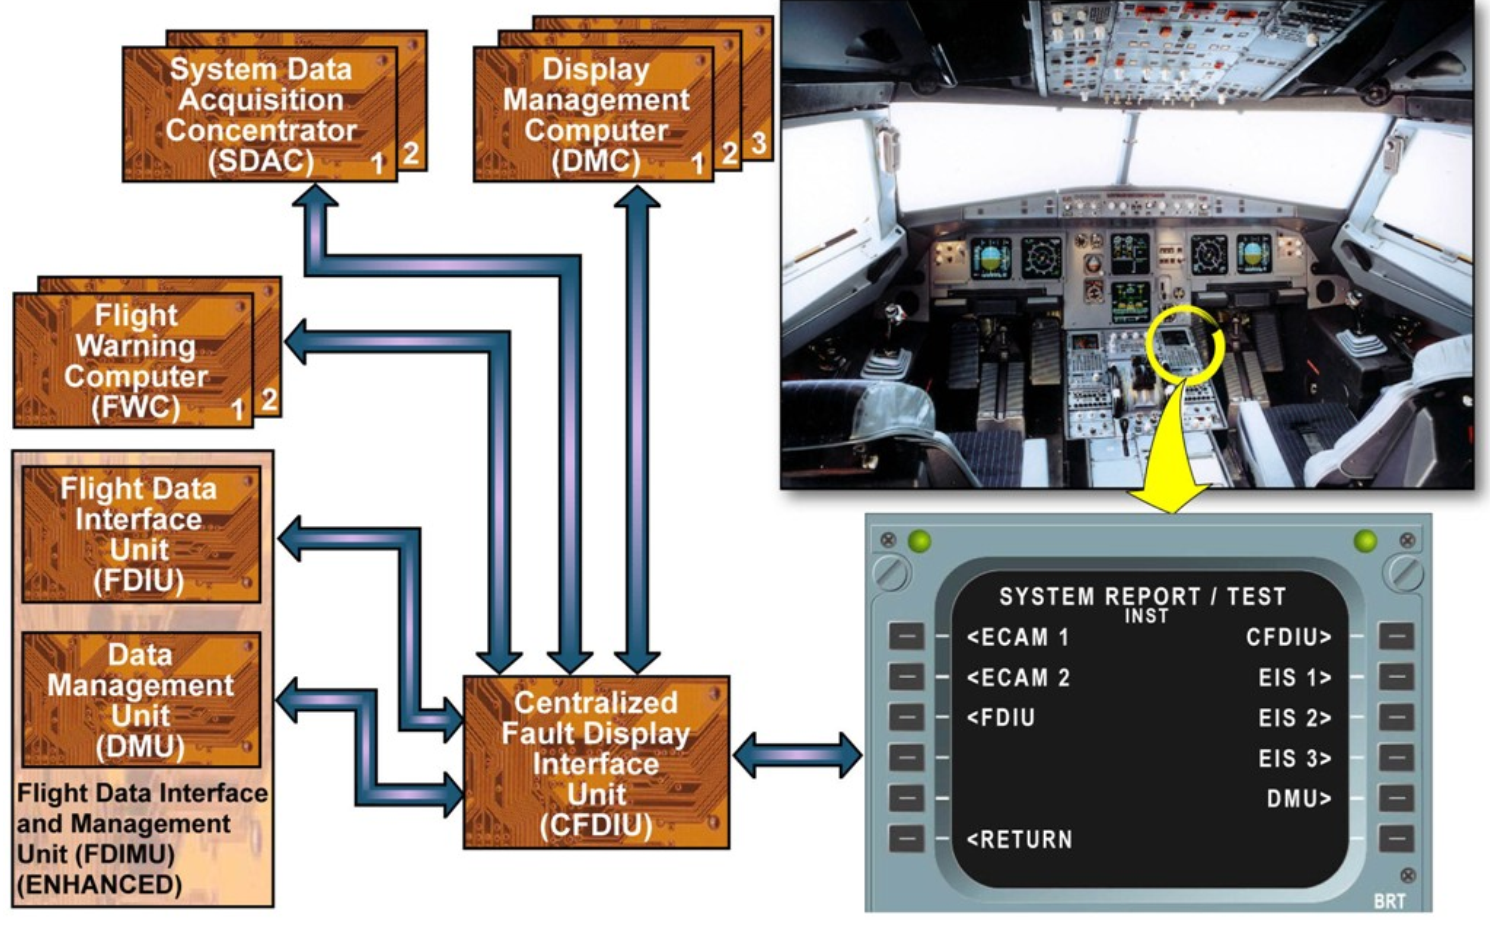 System Data
Acquisition
Concentrator
(SDAC)
1
2
Display
Management
Computer
(DMC)
1
2
3
Flight
Warning
Computer
(FWC)
1
2
Flight Data
Interface
Unit
(FDIU)
Data
Management
Unit
(DMU)
Flight Data Interface
and Management
Unit (FDIMU)
(ENHANCED)
Centralized
Fault Display
Interface
Unit
(CFDIU)
SYSTEM REPORT / TEST
INST
<ECAM 1 CFDIU>
<ECAM 2 EIS 1>
<FDIU EIS 2>
EIS 3>
DMU>
<RETURN
BRT